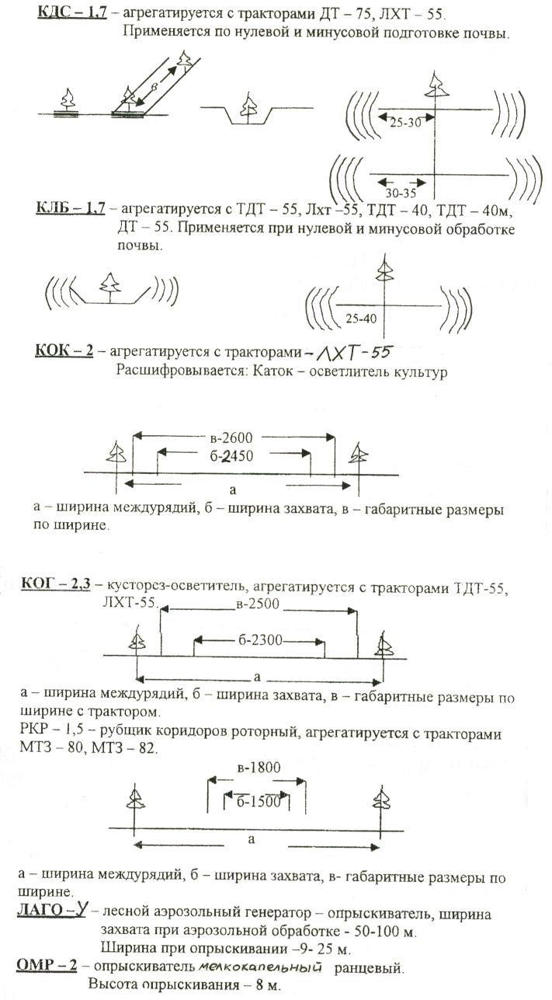 КДС – 1,7 – агрегатируется с тракторами ДТ – 75, ЛХТ – 55.
Применяется по нулевой и минусовой подготовке почвы.
в
25-30
30-35
КЛБ – 1,7 – агрегатируется с ТДТ – 55, Лхт –55, ТДТ – 40, ТДТ – 40м,
ДТ – 55. Применяется при нулевой и минусовой обработке
почвы.
25-40
КОК – 2 – агрегатируется с тракторами – ЛХТ-55
Расшифровывается: Каток – осветлитель культур
в-2600
б-2450
а
а – ширина междурядий, б – ширина захвата, в – габаритные размеры
по ширине.
КОГ – 2,3 – кусторез-осветитель, агрегатируется с тракторами ТДТ-55,
ЛХТ-55.
в-2500
б-2300
а
а – ширина междурядий, б – ширина захвата, в – габаритные размеры по
ширине с трактором.
РКР – 1,5 – рубщик коридоров роторный, агрегатируется с тракторами
МТЗ – 80, МТЗ – 82.
в-1800
б-1500
а
а – ширина междурядий, б – ширина захвата, в- габаритные размеры по
ширине.
ЛАГО –У – лесной аэрозольный генератор – опрыскиватель, ширина
захвата при аэрозольной обработке - 50-100 м.
Ширина при опрыскивании –9- 25 м.
ОМР – 2 – опрыскиватель мелкокапельный ранцевый.
Высота опрыскивания – 8 м.